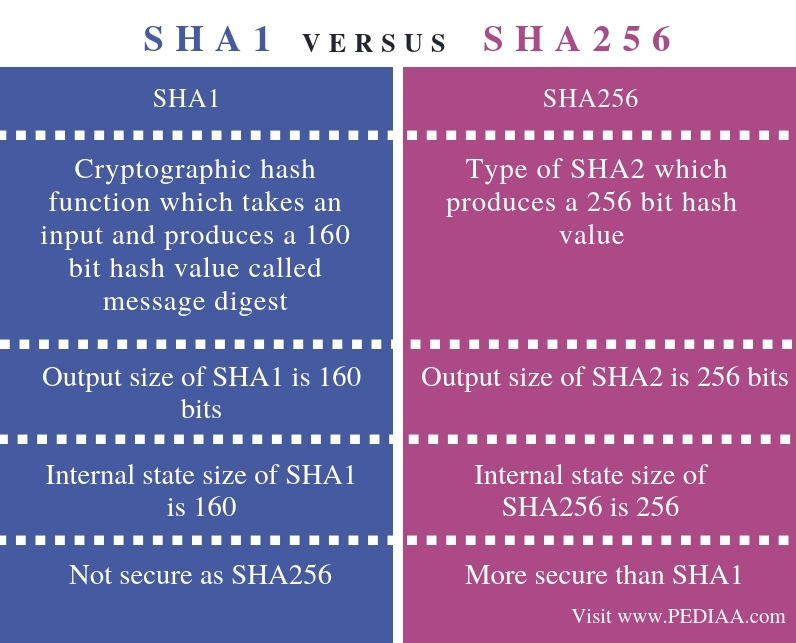 SHA1 VERSUS SHA256
SHA1
Cryptographic hash
function which takes an
input and produces a 160
bit hash value called
message digest
Output size of SHA1 is 160
bits
Internal state size of SHA1
is 160
Not secure as SHA256
SHA256
Type of SHA2 which
produces a 256 bit hash
value
Output size of SHA2 is 256 bits
Internal state size of
SHA256 is 256
More secure than SHA1
Visit www.PEDIAA.com